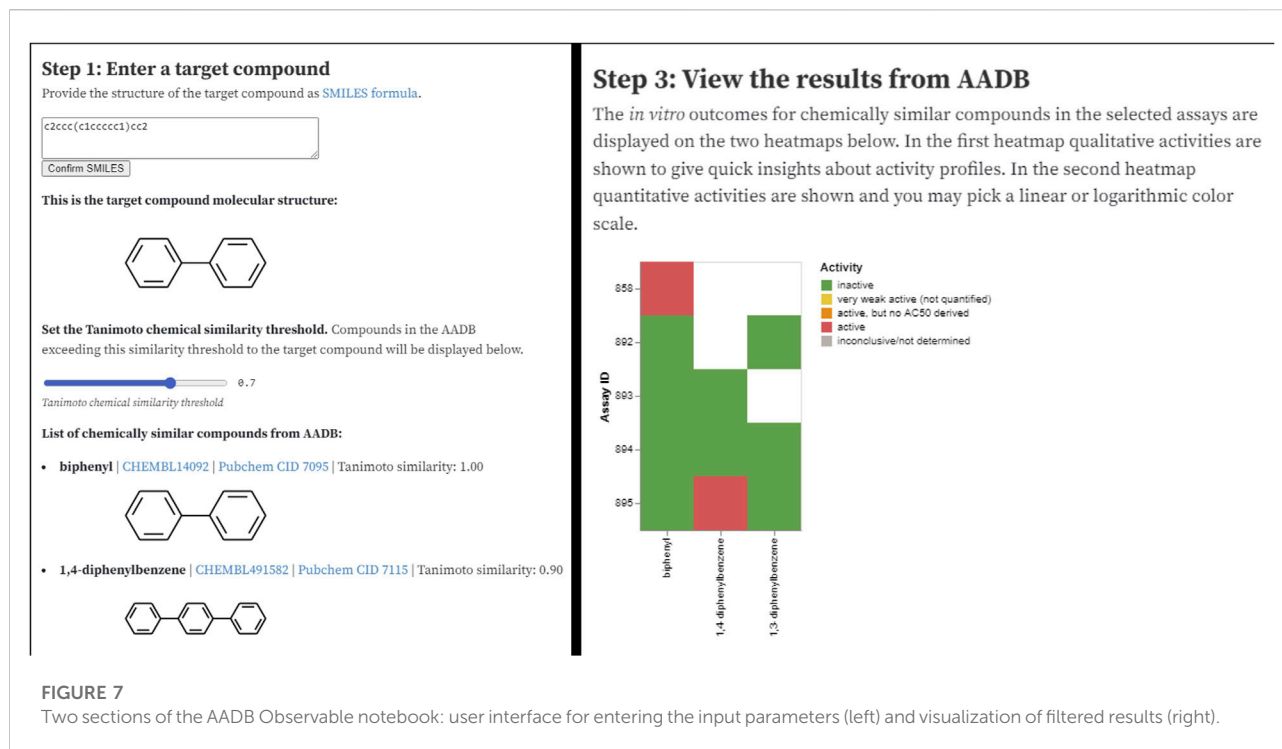 Step 1: Enter a target compound
Provide the structure of the target compound as SMILES formula.
c2ccc(c1ccccc1)cc2
Confirm SMILES
This is the target compound molecular structure:
Set the Tanimoto chemical similarity threshold. Compounds in the AADB
exceeding this similarity threshold to the target compound will be displayed below.
0.7
Tanimoto chemical similarity threshold
List of chemically similar compounds from AADB:
• biphenyl | CHEMBL14092 | Pubchem CID 7095 | Tanimoto similarity: 1.00
• 1,4-diphenylbenzene | CHEMBL491582 | Pubchem CID 7115 | Tanimoto similarity: 0.90
Step 3: View the results from AADB
The in vitro outcomes for chemically similar compounds in the selected assays are
displayed on the two heatmaps below. In the first heatmap qualitative activities are
shown to give quick insights about activity profiles. In the second heatmap
quantitative activities are shown and you may pick a linear or logarithmic color
scale.
Assay ID
858
892
893
894
895
biphenyl
1,4-diphenylbenzene
1,3-diphenylbenzene
Activity
inactive
very weak active (not quantified)
active, but no AC50 derived
active
inconclusive/not determined
FIGURE 7
Two sections of the AADB Observable notebook: user interface for entering the input parameters (left) and visualization of filtered results (right).